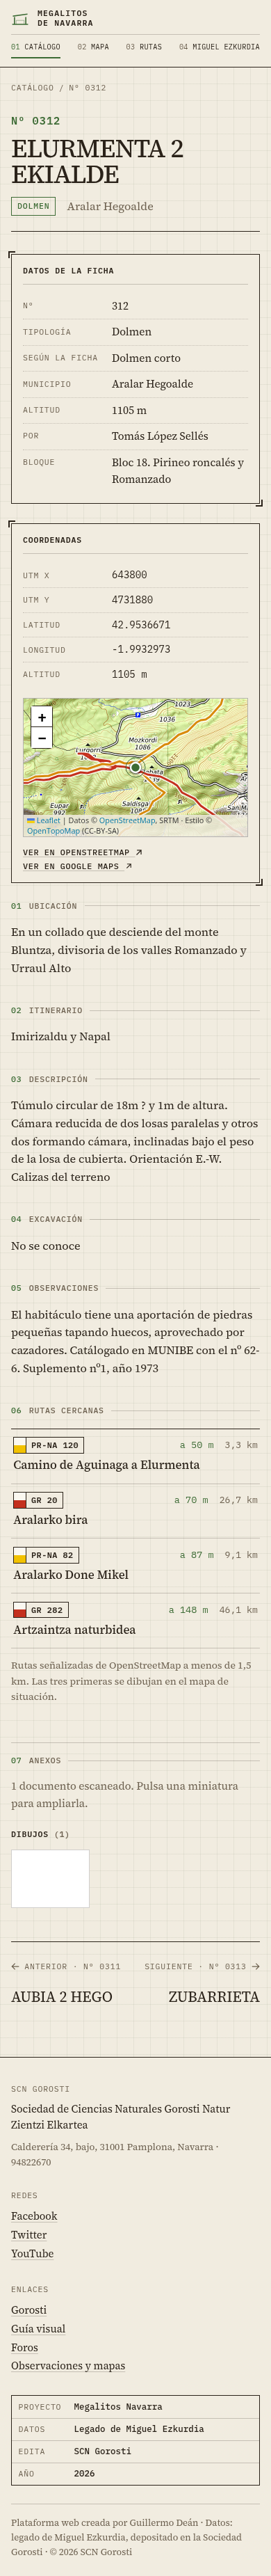 MEGALITOS
DE NAVARRA
01 CATÁLOGO 02 MAPA 03 RUTAS 04 MIGUEL EZKURDIA
CATÁLOGO / Nº 0312
Nº 0312
ELURMENTA 2
EKIALDE
DOLMEN Aralar Hegoalde
DATOS DE LA FICHA
Nº 312
TIPOLOGÍA Dolmen
SEGÚN LA FICHA Dolmen corto
MUNICIPIO Aralar Hegoalde
ALTITUD 1105 m
POR Tomás López Sellés
BLOQUE Bloc 18. Pirineo roncalés y
Romanzado
COORDENADAS
UTM X 643800
UTM Y 4731880
LATITUD 42.9536671
LONGITUD -1.9932973
ALTITUD 1105 m
+
−
1023
1036
Mozkordi
1086
Saldisga
Eupar
992
Leaflet | Datos © OpenStreetMap, SRTM · Estilo ©
OpenTopoMap (CC-BY-SA)
VER EN OPENSTREETMAP ↗
VER EN GOOGLE MAPS ↗
01 UBICACIÓN
En un collado que desciende del monte
Bluntza, divisoria de los valles Romanzado y
Urraul Alto
02 ITINERARIO
Imirizaldu y Napal
03 DESCRIPCIÓN
Túmulo circular de 18m ? y 1m de altura.
Cámara reducida de dos losas paralelas y otros
dos formando cámara, inclinadas bajo el peso
de la losa de cubierta. Orientación E.-W.
Calizas del terreno
04 EXCAVACIÓN
No se conoce
05 OBSERVACIONES
El habitáculo tiene una aportación de piedras
pequeñas tapando huecos, aprovechado por
cazadores. Catálogado en MUNIBE con el nº 62-
6. Suplemento nº1, año 1973
06 RUTAS CERCANAS
PR-NA 120 a 50 m 3,3 km
Camino de Aguinaga a Elurmenta
GR 20 a 70 m 26,7 km
Aralarko bira
PR-NA 82 a 87 m 9,1 km
Aralarko Done Mikel
GR 282 a 148 m 46,1 km
Artzaintza naturbidea
Rutas señalizadas de OpenStreetMap a menos de 1,5
km. Las tres primeras se dibujan en el mapa de
situación.
07 ANEXOS
1 documento escaneado. Pulsa una miniatura
para ampliarla.
DIBUJOS (1)
← ANTERIOR · Nº 0311 SIGUIENTE · Nº 0313 →
AUBIA 2 HEGO ZUBARRIETA
SCN GOROSTI
Sociedad de Ciencias Naturales Gorosti Natur
Zientzi Elkartea
Calderería 34, bajo, 31001 Pamplona, Navarra ·
94822670
REDES
Facebook
Twitter
YouTube
ENLACES
Gorosti
Guía visual
Foros
Observaciones y mapas
PROYECTO Megalitos Navarra
DATOS Legado de Miguel Ezkurdia
EDITA SCN Gorosti
AÑO 2026
Plataforma web creada por Guillermo Deán · Datos:
legado de Miguel Ezkurdia, depositado en la Sociedad
Gorosti · © 2026 SCN Gorosti